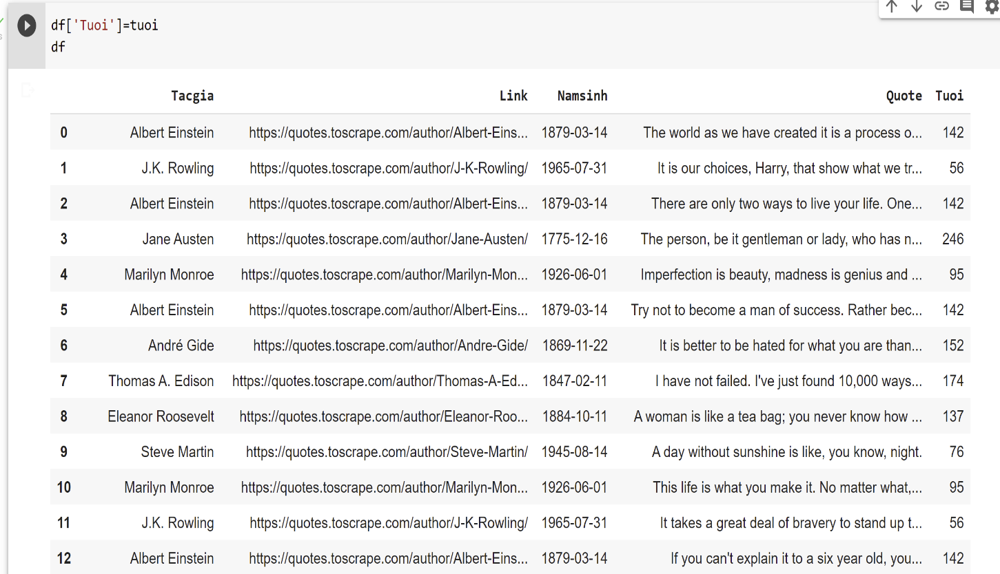 df['Tuoi']=tuoi
df
Tacgia Link Namsinh Quote Tuoi
0 Albert Einstein https://quotes.toscrape.com/author/Albert-Eins... 1879-03-14 The world as we have created it is a process o... 142
1 J.K. Rowling https://quotes.toscrape.com/author/J-K-Rowling/ 1965-07-31 It is our choices, Harry, that show what we tr... 56
2 Albert Einstein https://quotes.toscrape.com/author/Albert-Eins... 1879-03-14 There are only two ways to live your life. One... 142
3 Jane Austen https://quotes.toscrape.com/author/Jane-Austen/ 1775-12-16 The person, be it gentleman or lady, who has n... 246
4 Marilyn Monroe https://quotes.toscrape.com/author/Marilyn-Mon... 1926-06-01 Imperfection is beauty, madness is genius and ... 95
5 Albert Einstein https://quotes.toscrape.com/author/Albert-Eins... 1879-03-14 Try not to become a man of success. Rather bec... 142
6 André Gide https://quotes.toscrape.com/author/Andre-Gide/ 1869-11-22 It is better to be hated for what you are than... 152
7 Thomas A. Edison https://quotes.toscrape.com/author/Thomas-A-Ed... 1847-02-11 I have not failed. I've just found 10,000 ways... 174
8 Eleanor Roosevelt https://quotes.toscrape.com/author/Eleanor-Roo... 1884-10-11 A woman is like a tea bag; you never know how ... 137
9 Steve Martin https://quotes.toscrape.com/author/Steve-Martin/ 1945-08-14 A day without sunshine is like, you know, night. 76
10 Marilyn Monroe https://quotes.toscrape.com/author/Marilyn-Mon... 1926-06-01 This life is what you make it. No matter what,... 95
11 J.K. Rowling https://quotes.toscrape.com/author/J-K-Rowling/ 1965-07-31 It takes a great deal of bravery to stand up t... 56
12 Albert Einstein https://quotes.toscrape.com/author/Albert-Eins... 1879-03-14 If you can't explain it to a six year old, you... 142